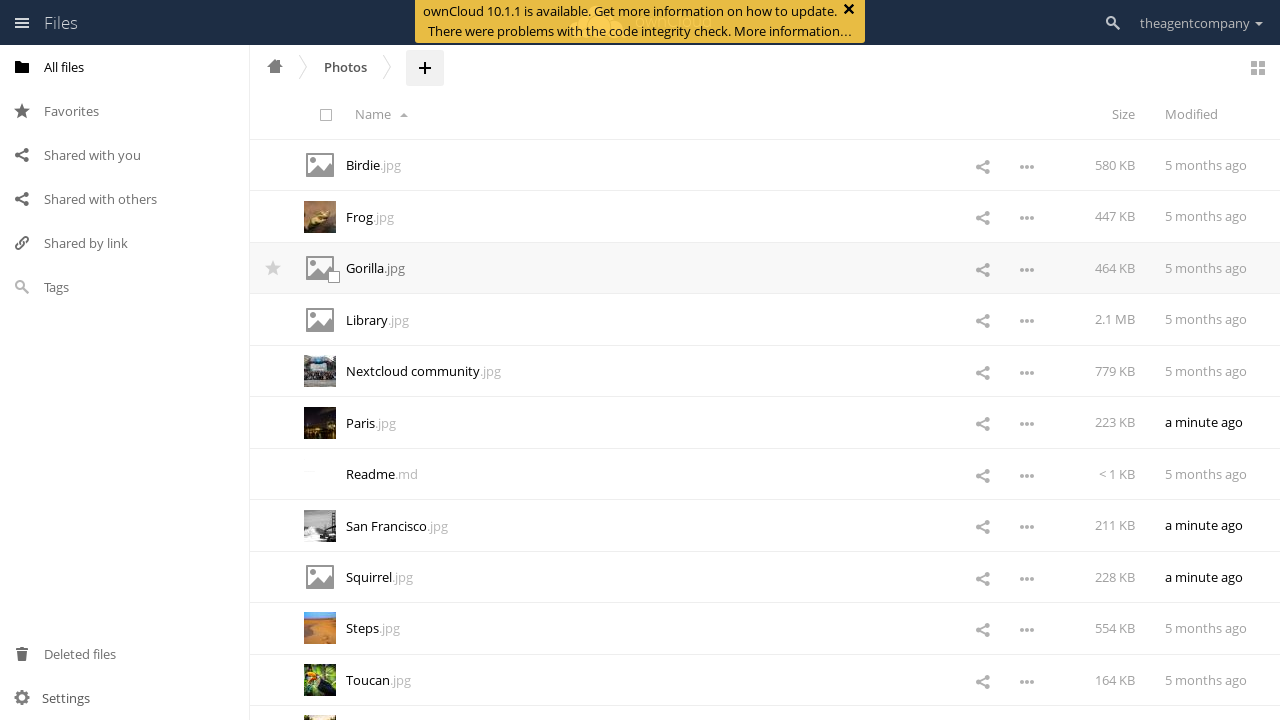 ownCloud 10.1.1 is available. Get more information on how to update.
There were problems with the code integrity check. More information…
Files
theagentcompany
All files
Favorites
Shared with you
Shared with others
Shared by link
Tags
Deleted files
Settings
Photos
Name Size Modified
Birdie.jpg 580 KB 5 months ago
Frog.jpg 447 KB 5 months ago
Gorilla.jpg 464 KB 5 months ago
Library.jpg 2.1 MB 5 months ago
Nextcloud community.jpg 779 KB 5 months ago
Paris.jpg 223 KB a minute ago
Readme.md < 1 KB 5 months ago
San Francisco.jpg 211 KB a minute ago
Squirrel.jpg 228 KB a minute ago
Steps.jpg 554 KB 5 months ago
Toucan.jpg 164 KB 5 months ago